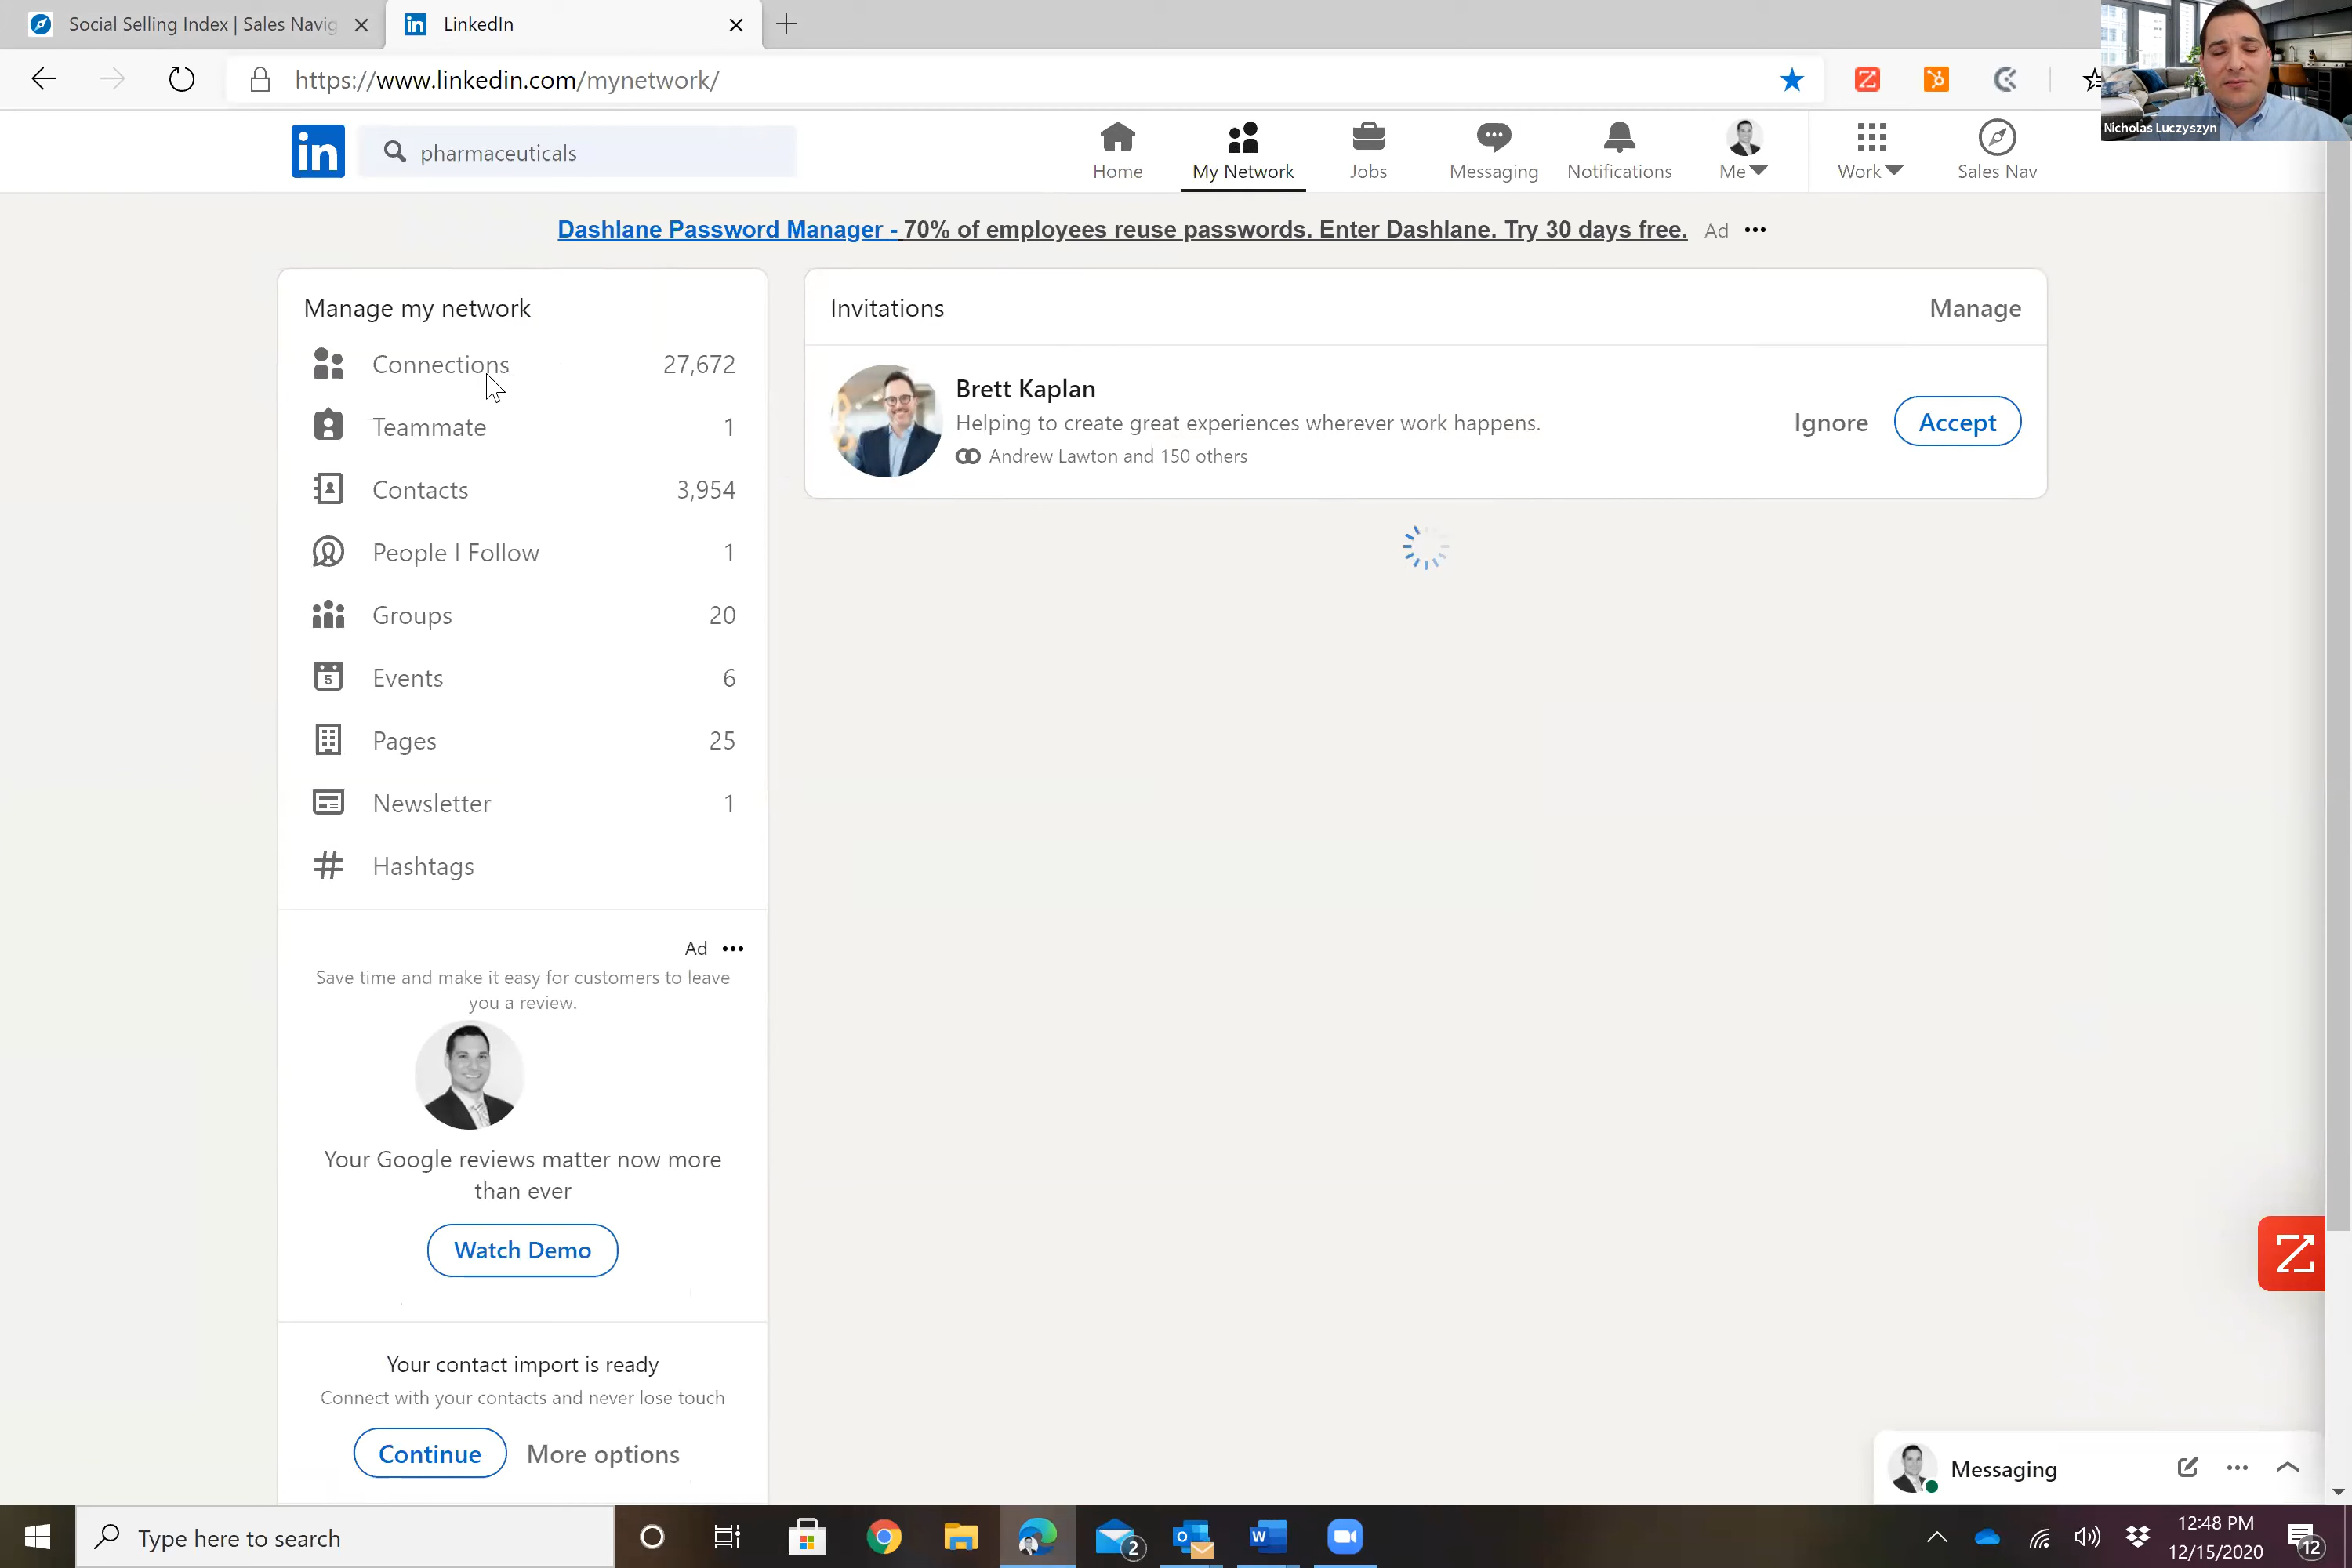 Social Selling Index | Sales Navig
LinkedIn
https://www.linkedin.com/mynetwork/
Nicholas Luczyszyn
in
pharmaceuticals
Home
My Network
Jobs
Messaging
Notifications
Me
Work
Sales Nav
Dashlane Password Manager - 70% of employees reuse passwords. Enter Dashlane. Try 30 days free. Ad
Manage my network
Connections 27,672
Teammate 1
Contacts 3,954
People I Follow 1
Groups 20
Events 6
Pages 25
Newsletter 1
Hashtags
Invitations Manage
Brett Kaplan
Helping to create great experiences wherever work happens.
Andrew Lawton and 150 others
Ignore Accept
Ad
Save time and make it easy for customers to leave
you a review.
Your Google reviews matter now more
than ever
Watch Demo
Your contact import is ready
Connect with your contacts and never lose touch
Continue More options
Messaging
Type here to search
2
12:48 PM
12/15/2020
12